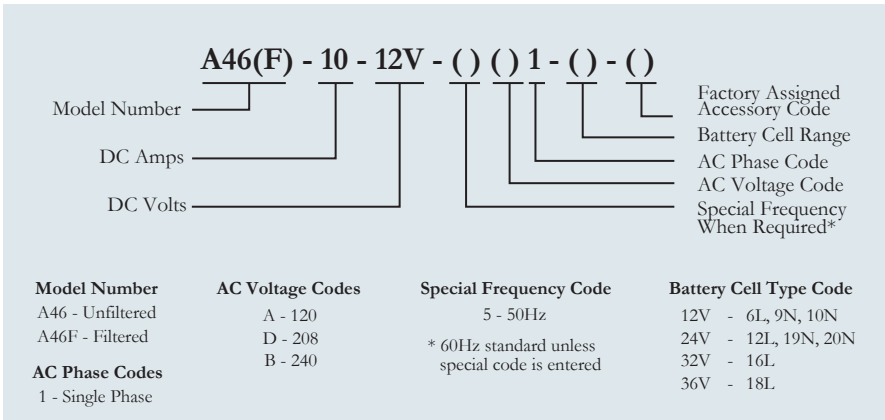 A46(F) - 10 - 12V - ( ) ( ) 1 - ( ) - ( )
Model Number
DC Amps
DC Volts
Factory Assigned
Accessory Code
Battery Cell Range
AC Phase Code
AC Voltage Code
Special Frequency
When Required*
Model Number
A46 - Unfiltered
A46F - Filtered
AC Phase Codes
1 - Single Phase
AC Voltage Codes
A - 120
D - 208
B - 240
Special Frequency Code
5 - 50Hz
* 60Hz standard unless
special code is entered
Battery Cell Type Code
12V - 6L, 9N, 10N
24V - 12L, 19N, 20N
32V - 16L
36V - 18L